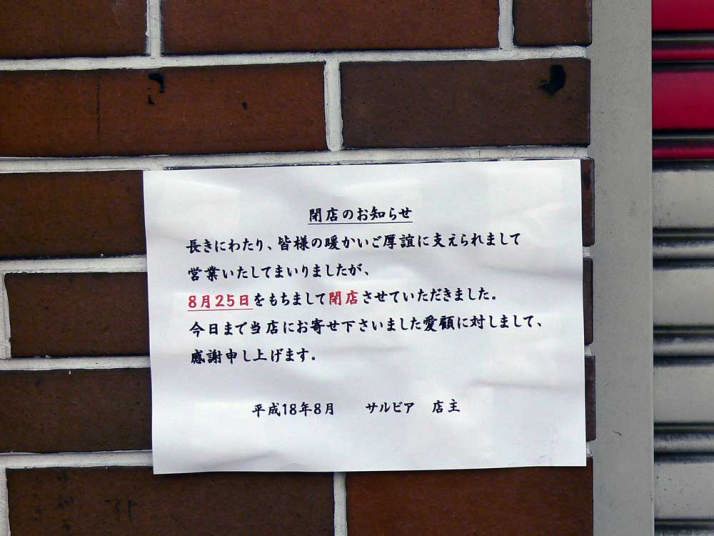 閉店のお知らせ
長きにわたり、皆様の暖かいご厚誼に支えられまして
営業いたしてまいりましたが、
8月25日をもちまして閉店させていただきました。
今日まで当店にお寄せ下さいました愛顧に対しまして、
感謝申し上げます。
平成18年8月　サルビア　店主